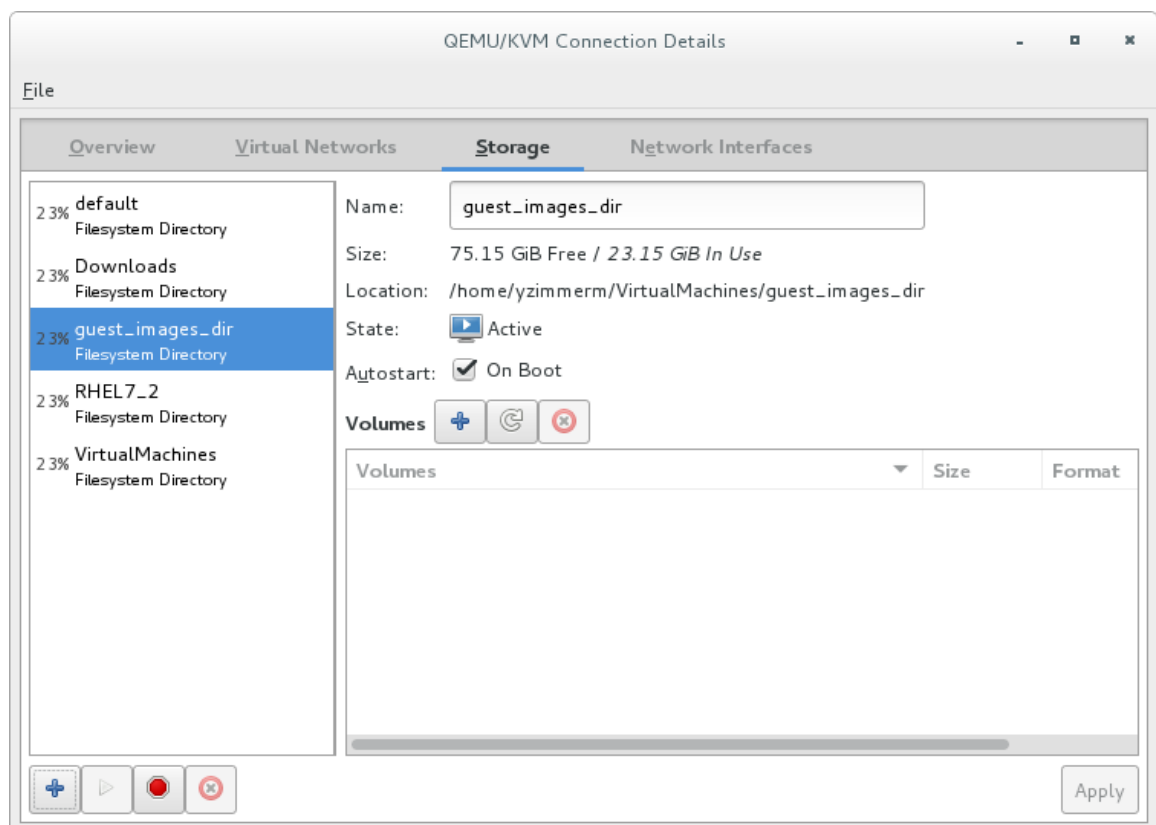 QEMU/KVM Connection Details
File
Overview Virtual Networks Storage Network Interfaces
23% default
Filesystem Directory
23% Downloads
Filesystem Directory
23% guest_images_dir
Filesystem Directory
23% RHEL7_2
Filesystem Directory
23% VirtualMachines
Filesystem Directory
Name: guest_images_dir
Size: 75.15 GiB Free / 23.15 GiB In Use
Location: /home/yzimmerm/VirtualMachines/guest_images_dir
State: Active
Autostart: On Boot
Volumes
Volumes Size Format
Apply